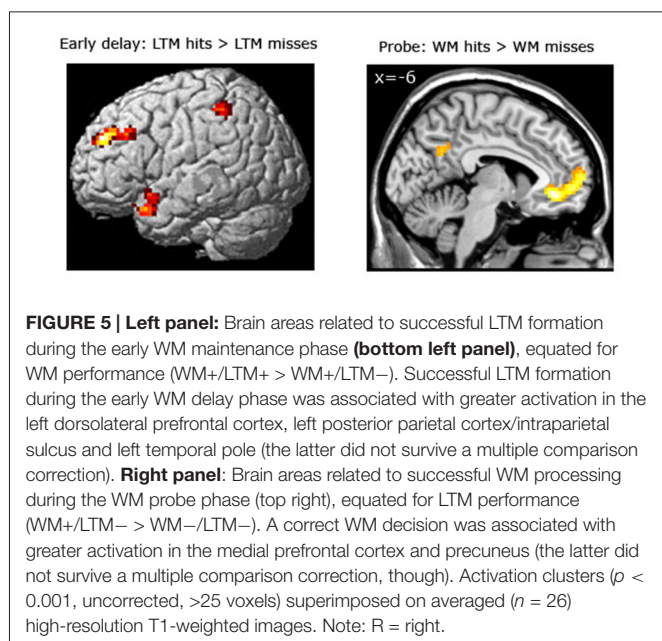 Early delay: LTM hits > LTM misses
Probe: WM hits > WM misses
x=-6
FIGURE 5 | Left panel: Brain areas related to successful LTM formation
during the early WM maintenance phase (bottom left panel), equated for
WM performance (WM+/LTM+ > WM+/LTM−). Successful LTM formation
during the early WM delay phase was associated with greater activation in the
left dorsolateral prefrontal cortex, left posterior parietal cortex/intraparietal
sulcus and left temporal pole (the latter did not survive a multiple comparison
correction). Right panel: Brain areas related to successful WM processing
during the WM probe phase (top right), equated for LTM performance
(WM+/LTM− > WM−/LTM−). A correct WM decision was associated with
greater activation in the medial prefrontal cortex and precuneus (the latter did
not survive a multiple comparison correction, though). Activation clusters (p <
0.001, uncorrected, >25 voxels) superimposed on averaged (n = 26)
high-resolution T1-weighted images. Note: R = right.